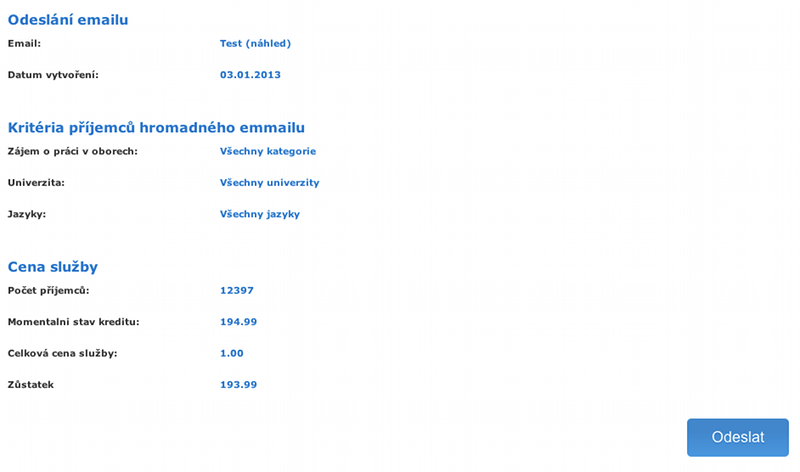 Odeslání emailu
Email: Test (náhled)
Datum vytvoření: 03.01.2013
Kritéria příjemců hromadného emmailu
Zájem o práci v oborech: Všechny kategorie
Univerzita: Všechny univerzity
Jazyky: Všechny jazyky
Cena služby
Počet příjemců: 12397
Momentalni stav kreditu: 194.99
Celková cena služby: 1.00
Zůstatek 193.99
Odeslat